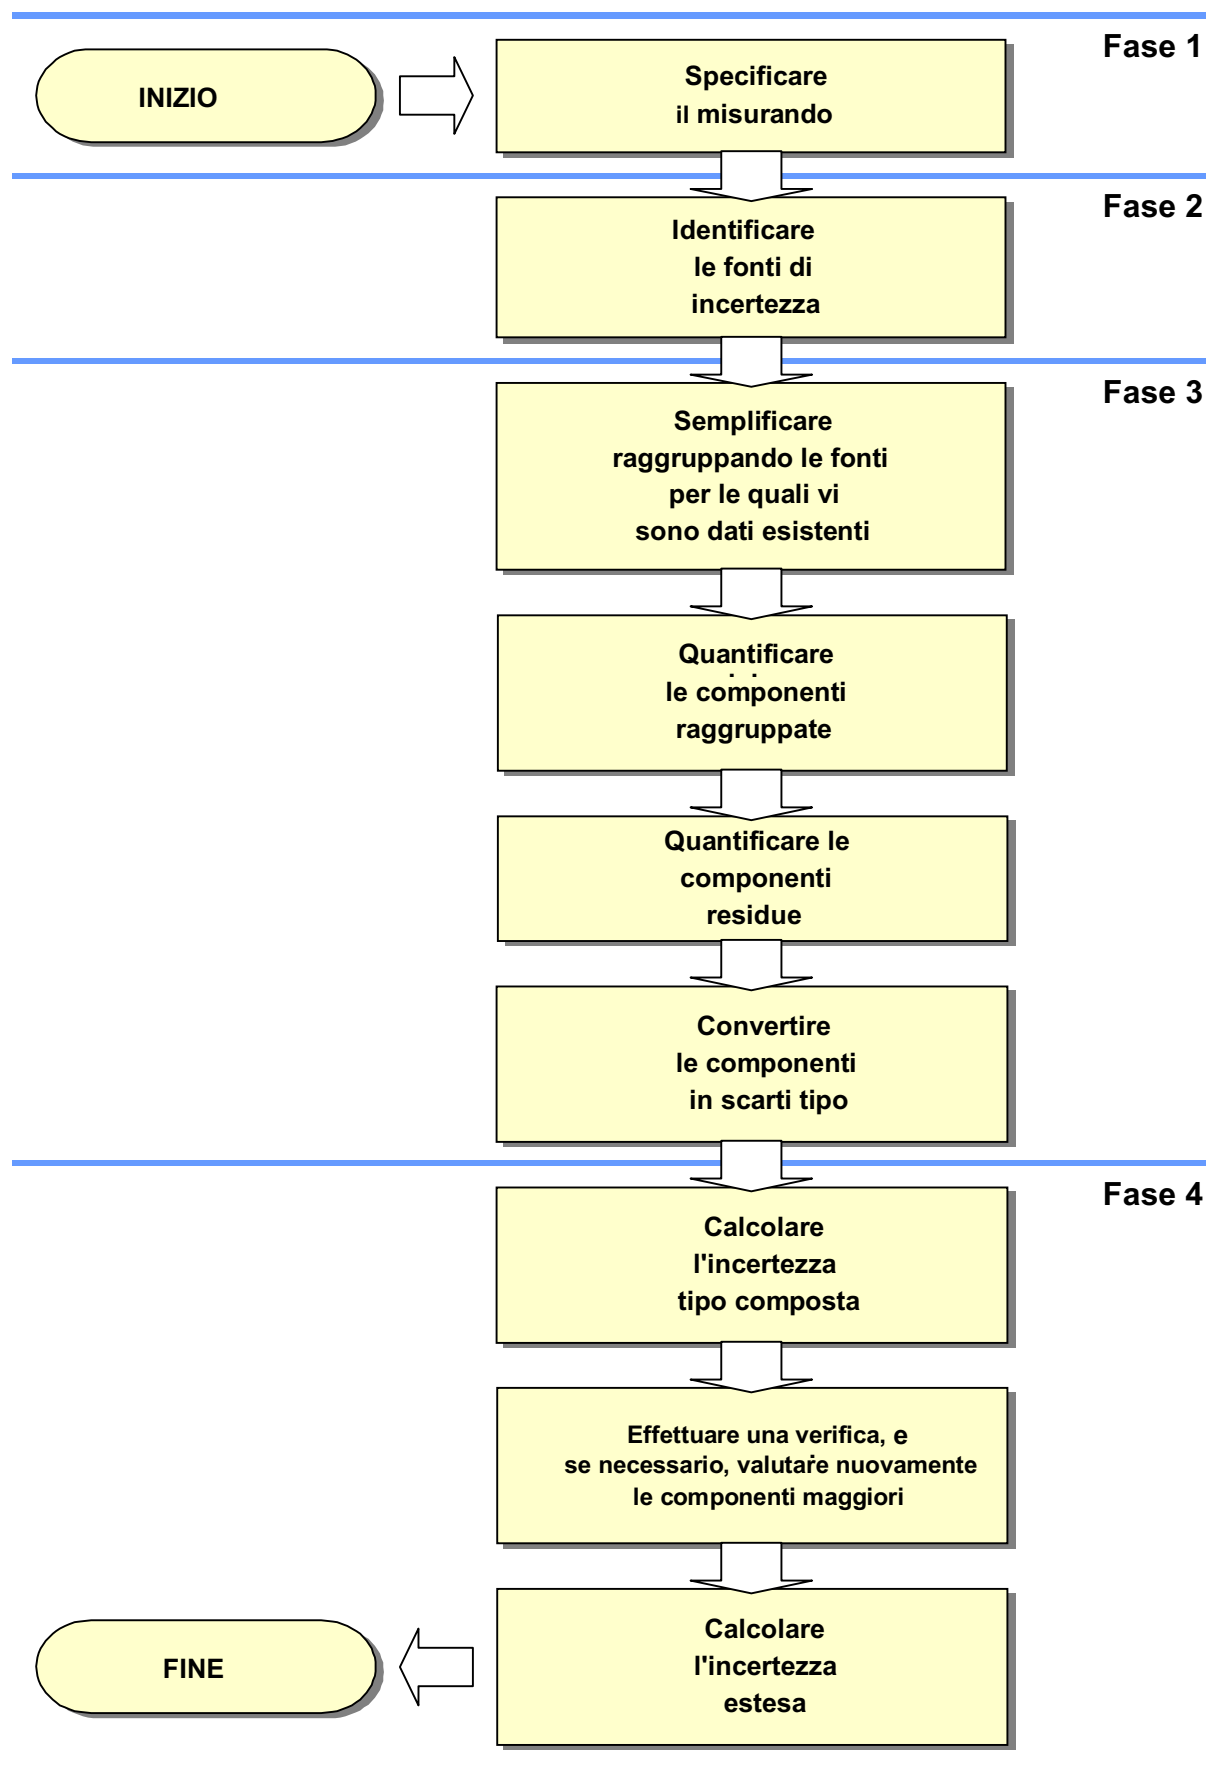 Fase 1
INIZIO
Specificare
il misurando
Fase 2
Identificare
le fonti di
incertezza
Fase 3
Semplificare
raggruppando le fonti
per le quali vi
sono dati esistenti
Quantificare
le componenti
raggruppate
Quantificare le
componenti
residue
Convertire
le componenti
in scarti tipo
Fase 4
Calcolare
l'incertezza
tipo composta
Effettuare una verifica, e
se necessario, valutare nuovamente
le componenti maggiori
Calcolare
l'incertezza
estesa
FINE